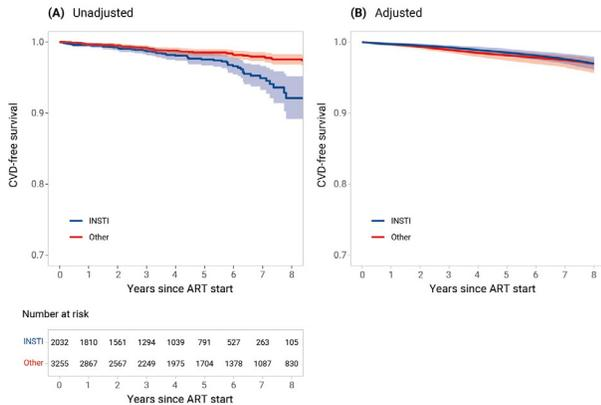 (A) Unadjusted
CVD-free survival
1.0
0.9
0.8
0.7
INSTI
Other
0 1 2 3 4 5 6 7 8
Years since ART start
(B) Adjusted
CVD-free survival
1.0
0.9
0.8
0.7
INSTI
Other
0 1 2 3 4 5 6 7 8
Years since ART start
Number at risk
INSTI 2032 1810 1561 1294 1039 791 527 263 105
Other 3255 2867 2567 2249 1975 1704 1378 1087 830
0 1 2 3 4 5 6 7 8
Years since ART start